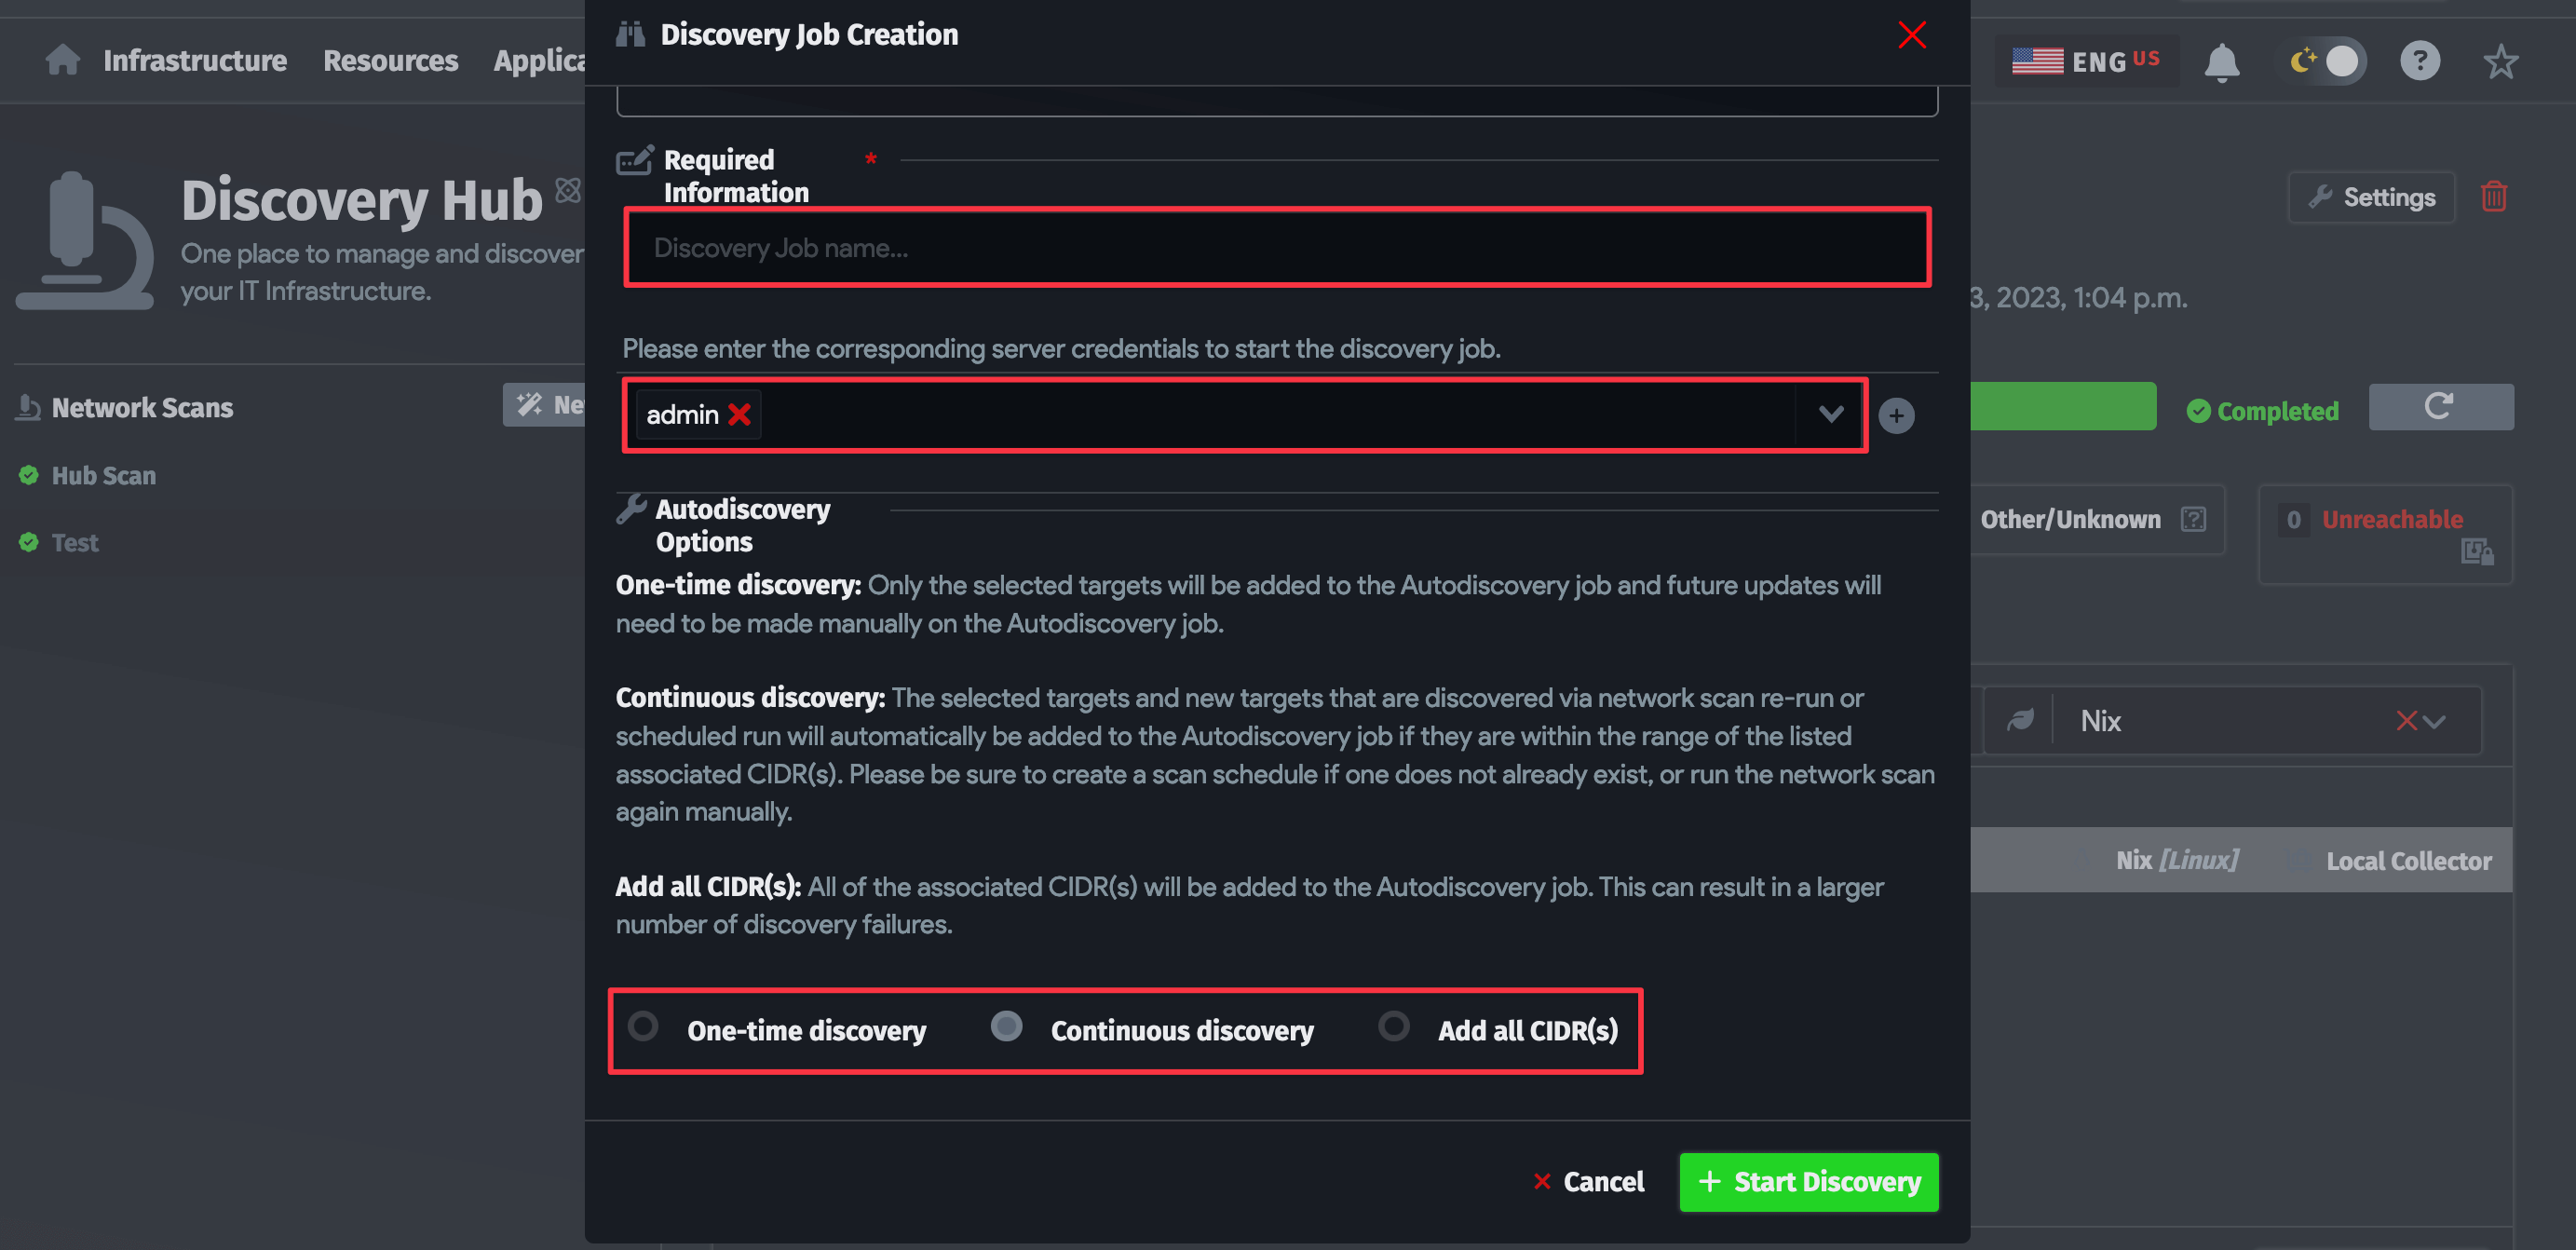 Infrastructure
Resources
Applica
Discovery Job Creation
ENG US
?
Discovery Hub
One place to manage and discover
your IT Infrastructure.
Required
Information
*
Settings
Discovery Job name...
3, 2023, 1:04 p.m.
Please enter the corresponding server credentials to start the discovery job.
Network Scans
Ne
admin
Completed
Hub Scan
Test
Autodiscovery
Options
Other/Unknown
?
0 Unreachable
One-time discovery: Only the selected targets will be added to the Autodiscovery job and future updates will
need to be made manually on the Autodiscovery job.
Continuous discovery: The selected targets and new targets that are discovered via network scan re-run or
scheduled run will automatically be added to the Autodiscovery job if they are within the range of the listed
associated CIDR(s). Please be sure to create a scan schedule if one does not already exist, or run the network scan
again manually.
Nix
Nix [Linux]
Local Collector
Add all CIDR(s): All of the associated CIDR(s) will be added to the Autodiscovery job. This can result in a larger
number of discovery failures.
One-time discovery
Continuous discovery
Add all CIDR(s)
Cancel
+ Start Discovery